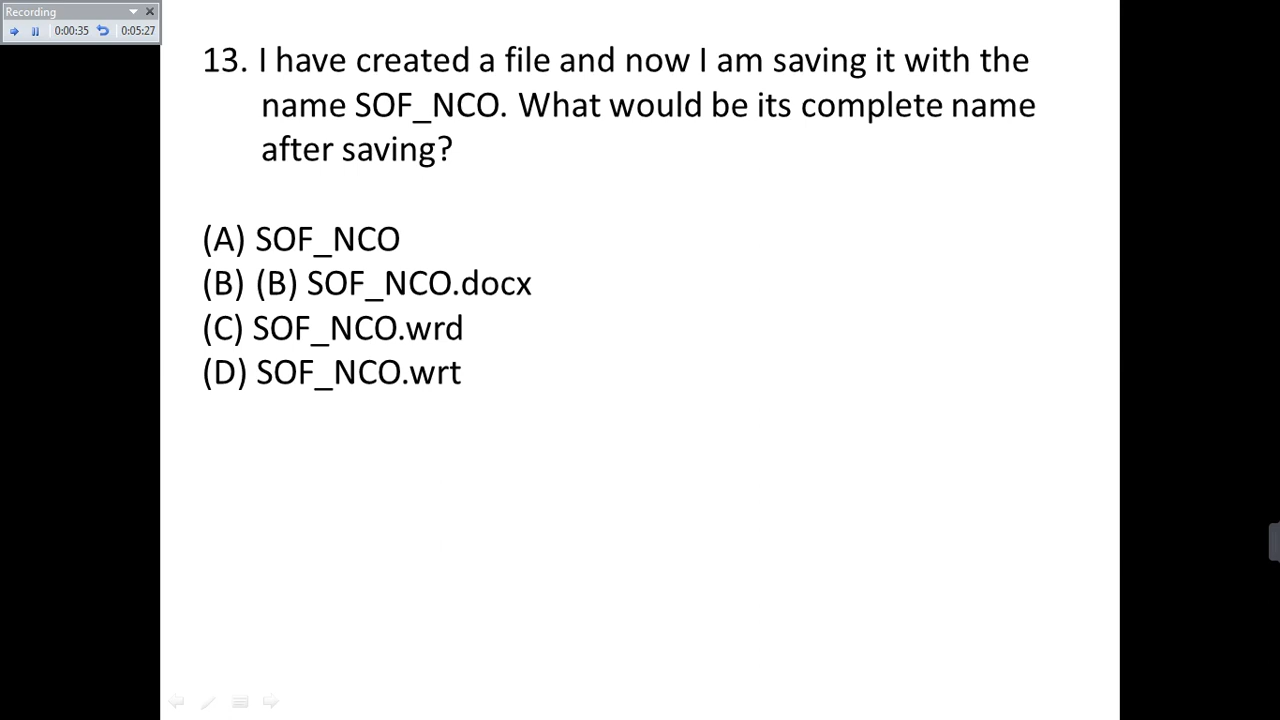 Recording
0:00:35
0:05:27
13. I have created a file and now I am saving it with the
name SOF_NCO. What would be its complete name
after saving?
(A) SOF_NCO
(B) (B) SOF_NCO.docx
(C) SOF_NCO.wrd
(D) SOF_NCO.wrt